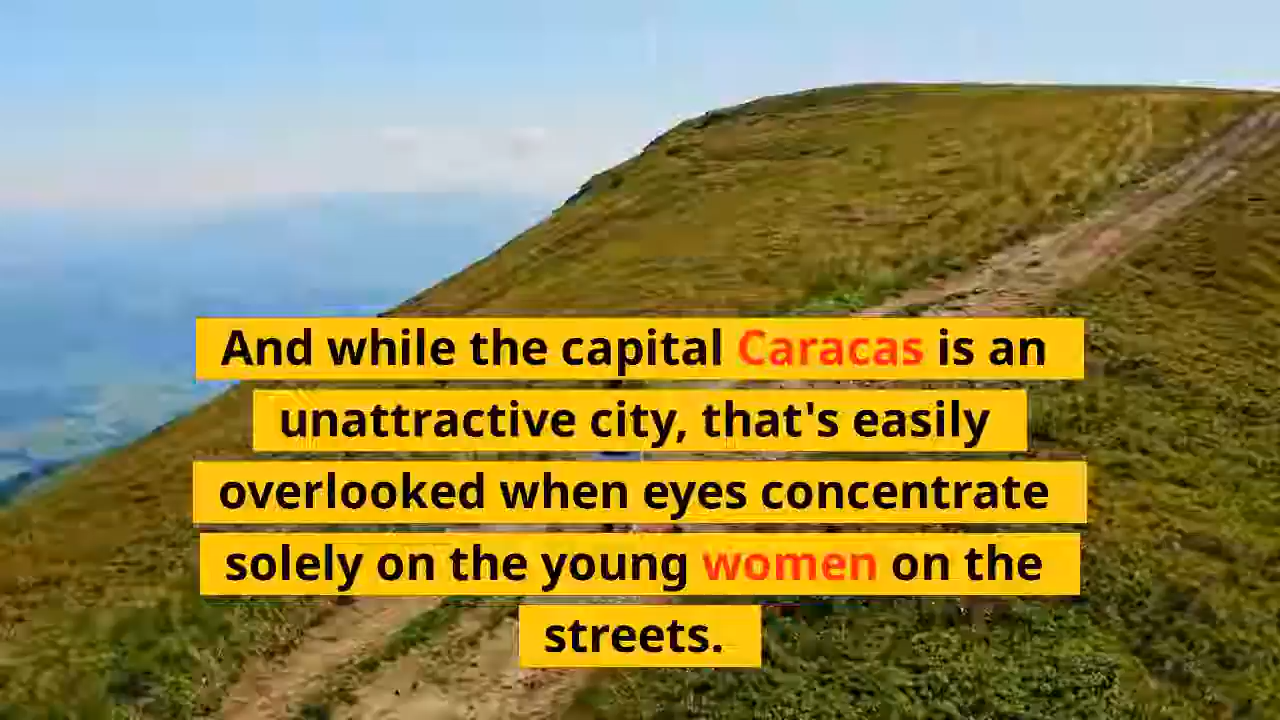 And while the capital Caracas is an
unattractive city, that's easily
overlooked when eyes concentrate
solely on the young women on the
streets.